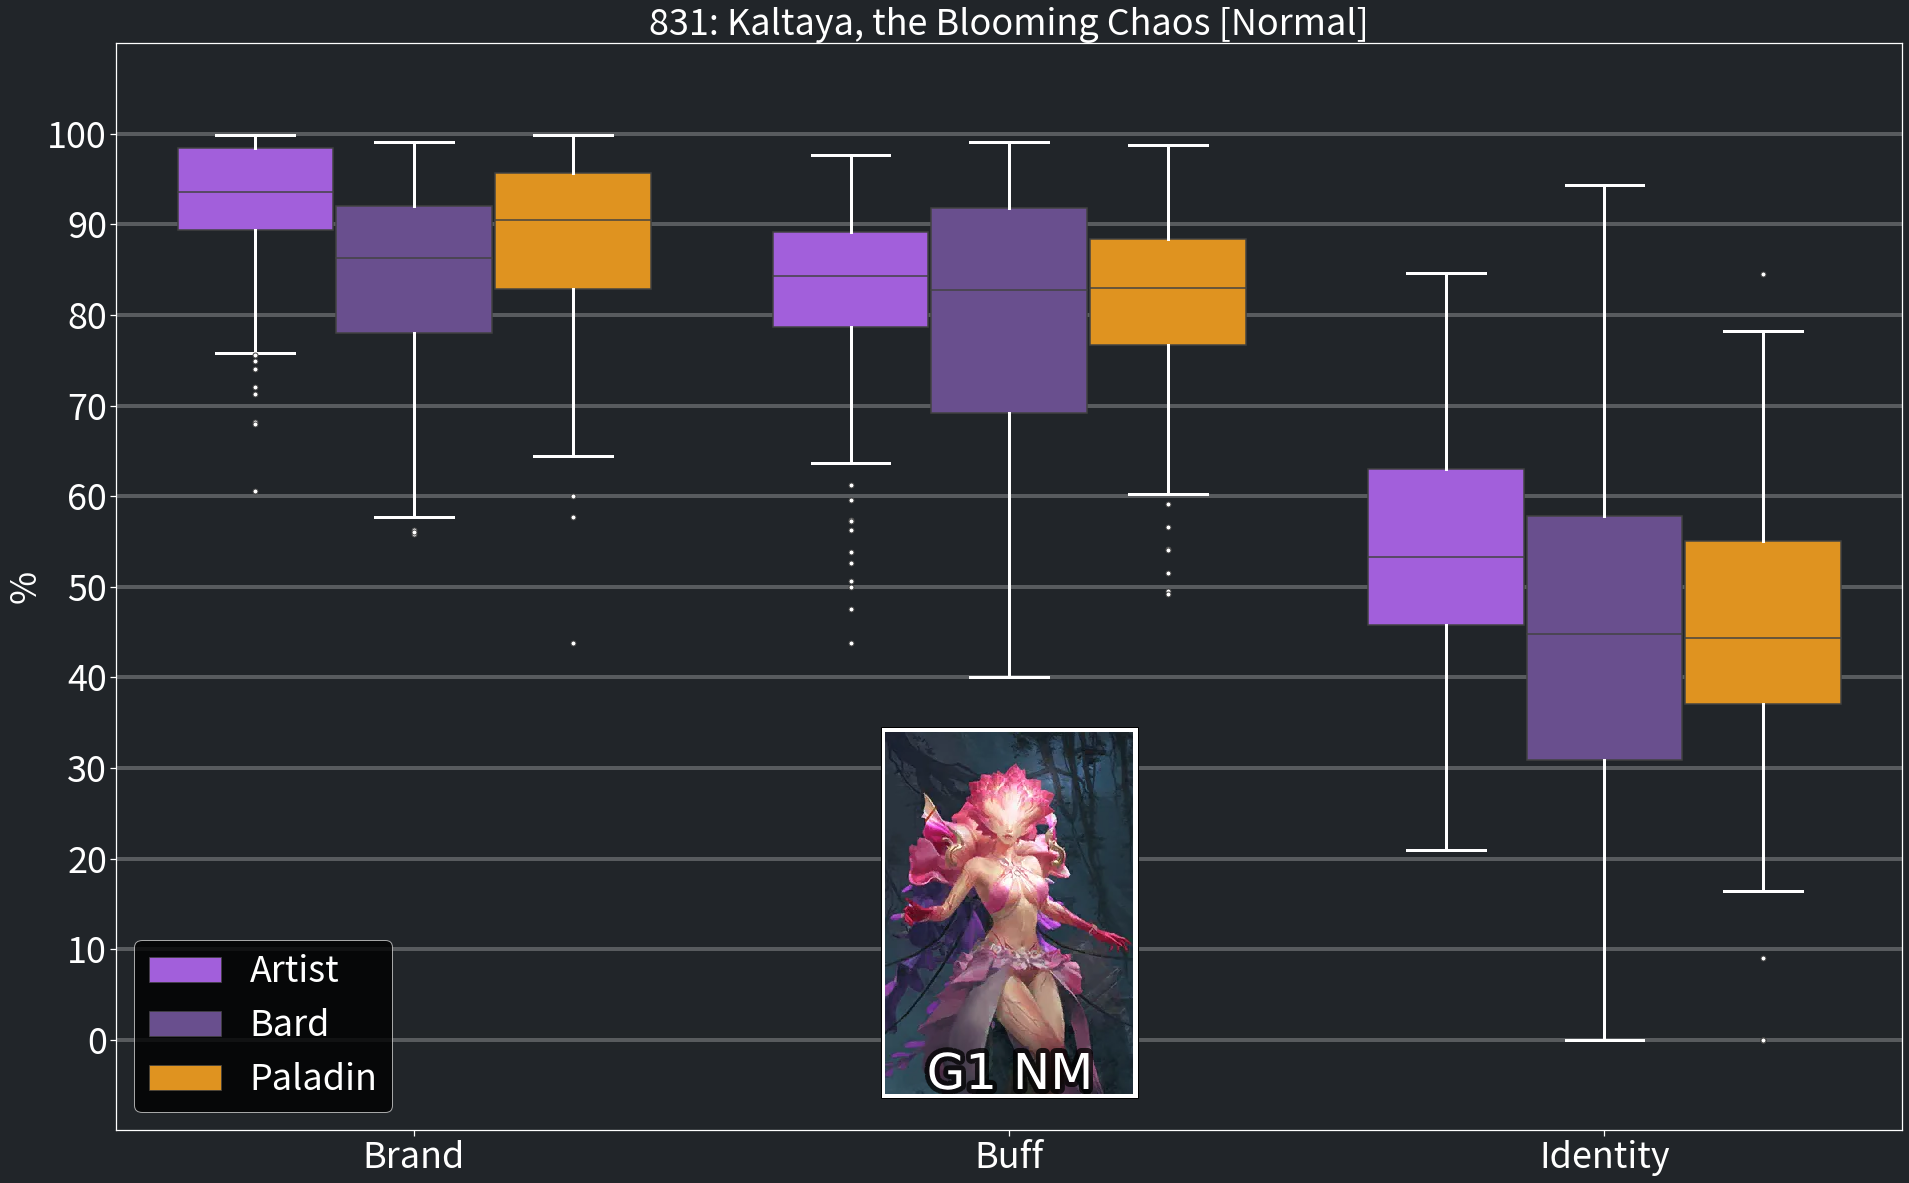 831: Kaltaya, the Blooming Chaos [Normal]
%
100
90
80
70
60
50
40
30
20
10
0
Artist
Bard
Paladin
G1 NM
Brand
Buff
Identity